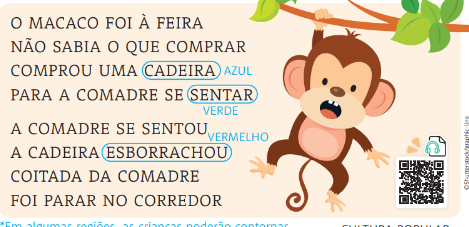 O MACACO FOI À FEIRA
NÃO SABIA O QUE COMPRAR
COMPROU UMA CADEIRA AZUL
PARA A COMADRE SE SENTAR
VERDE
A COMADRE SE SENTOU
VERMELHO
A CADEIRA ESBORRACHOU
COITADA DA COMADRE
FOI PARAR NO CORREDOR
*Em algumas regiões, as crianças poderão contornar
CULTURA POPULAR
©Shutterstock/graphic-line